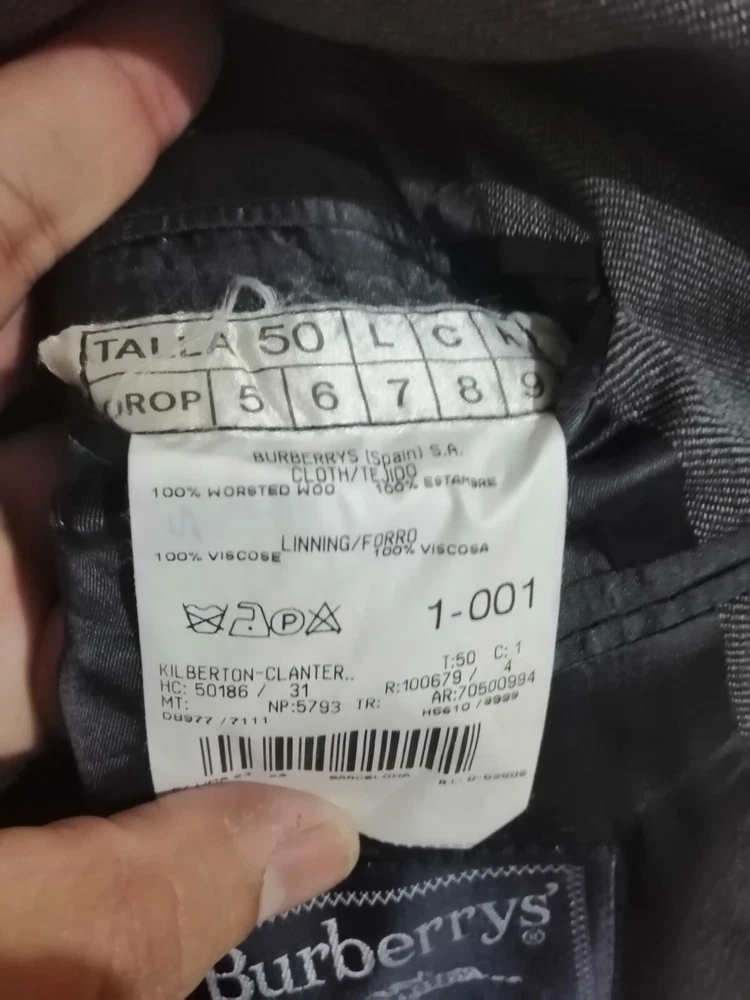 TALLA 50 L C
DROP 5 6 7 8 9
BURBERRYS (Spain) S.A.
CLOTH/TEJIDO
100% WORSTED WOO 100% ESTAMBRE
LINNING/FORRO
100% VISCOSE 100% VISCOSA
P 1-001
KILBERTON-CLANTER.. T:50 C: 1
HC: 50186 / 31 R:100679 / 4
MT: NP:5793 TR: AR:70500994
D8977 /7111 H5610 /9999
BARCELONA
Burberrys' ®